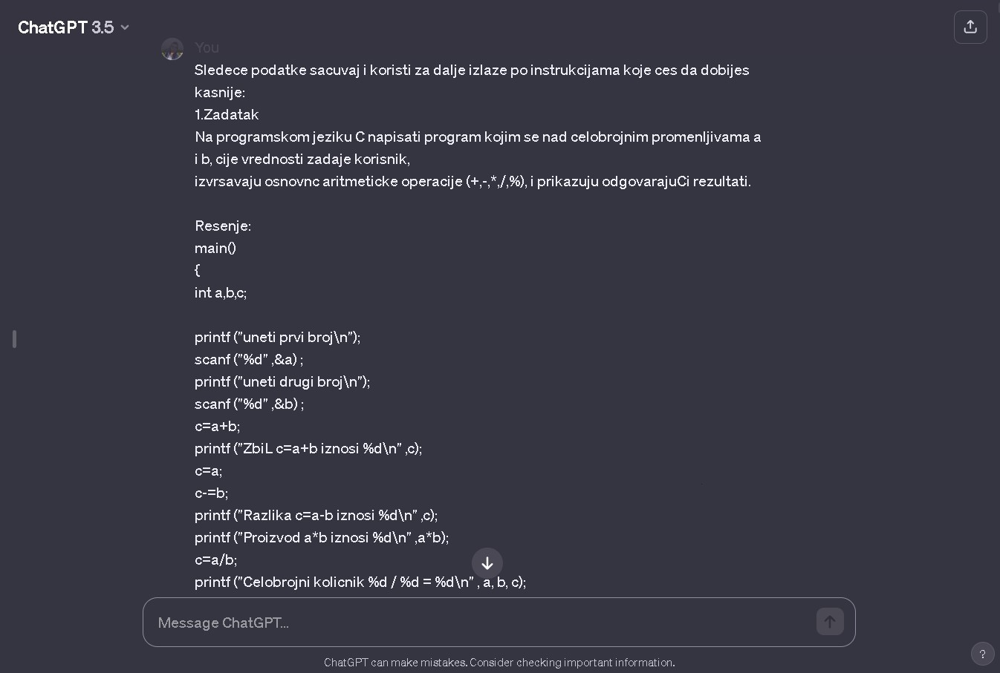 ChatGPT 3.5
You
Sledece podatke sacuvaj i koristi za dalje izlaze po instrukcijama koje ces da dobijes
kasnije:
1.Zadatak
Na programskom jeziku C napisati program kojim se nad celobrojnim promenljivama a
i b, cije vrednosti zadaje korisnik,
izvrsavaju osnovnc aritmeticke operacije (+,-,*,/,%), i prikazuju odgovarajuCi rezultati.
Resenje:
main()
{
int a,b,c;
printf ("uneti prvi broj\n");
scanf ("%d" ,&a) ;
printf ("uneti drugi broj\n");
scanf ("%d" ,&b) ;
c=a+b;
printf ("ZbiL c=a+b iznosi %d\n" ,c);
c=a;
c-=b;
printf ("Razlika c=a-b iznosi %d\n" ,c);
printf ("Proizvod a*b iznosi %d\n" ,a*b);
c=a/b;
printf ("Celobrojni kolicnik %d / %d = %d\n" , a, b, c);
Message ChatGPT...
ChatGPT can make mistakes. Consider checking important information.
?